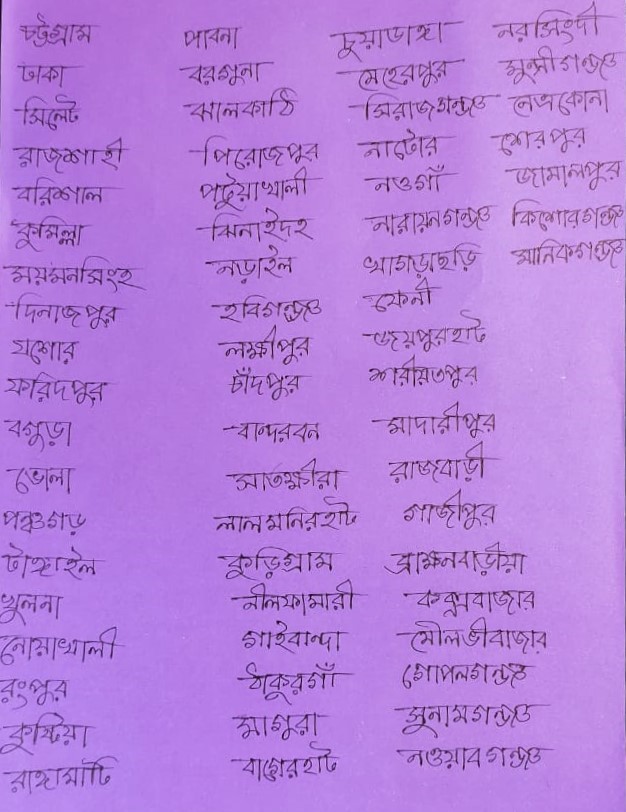 চট্টগ্রাম
ঢাকা
সিলেট
রাজশাহী
বরিশাল
কুমিল্লা
ময়মনসিংহ
দিনাজপুর
যশোর
ফরিদপুর
বগুড়া
ভোলা
পঞ্চগড়
টাঙ্গাইল
খুলনা
নোয়াখালী
রংপুর
কুষ্টিয়া
রাঙ্গামাটি
পাবনা
বরগুনা
ঝালকাঠি
পিরোজপুর
পটুয়াখালী
ঝিনাইদহ
নড়াইল
হবিগঞ্জ
লক্ষীপুর
চাঁদপুর
বান্দরবন
সাতক্ষীরা
লালমনিরহাট
কুড়িগ্রাম
নীলফামারী
গাইবান্দা
ঠাকুরগাঁ
মাগুরা
বাগেরহাট
চুয়াডাঙ্গা
মেহেরপুর
সিরাজগঞ্জ
নাটোর
নওগাঁ
নারায়নগঞ্জ
খাগড়াছড়ি
ফেনী
জয়পুরহাট
শরীয়তপুর
মাদারীপুর
রাজবাড়ী
গাজীপুর
ব্রাক্ষনবাড়ীয়া
কক্সবাজার
মৌলভীবাজার
গোপলগঞ্জ
সুনামগঞ্জ
নওয়াবগঞ্জ
নরসিংদী
মুন্সীগঞ্জ
নেত্রকোনা
শেরপুর
জামালপুর
কিশোরগঞ্জ
মানিকগঞ্জ